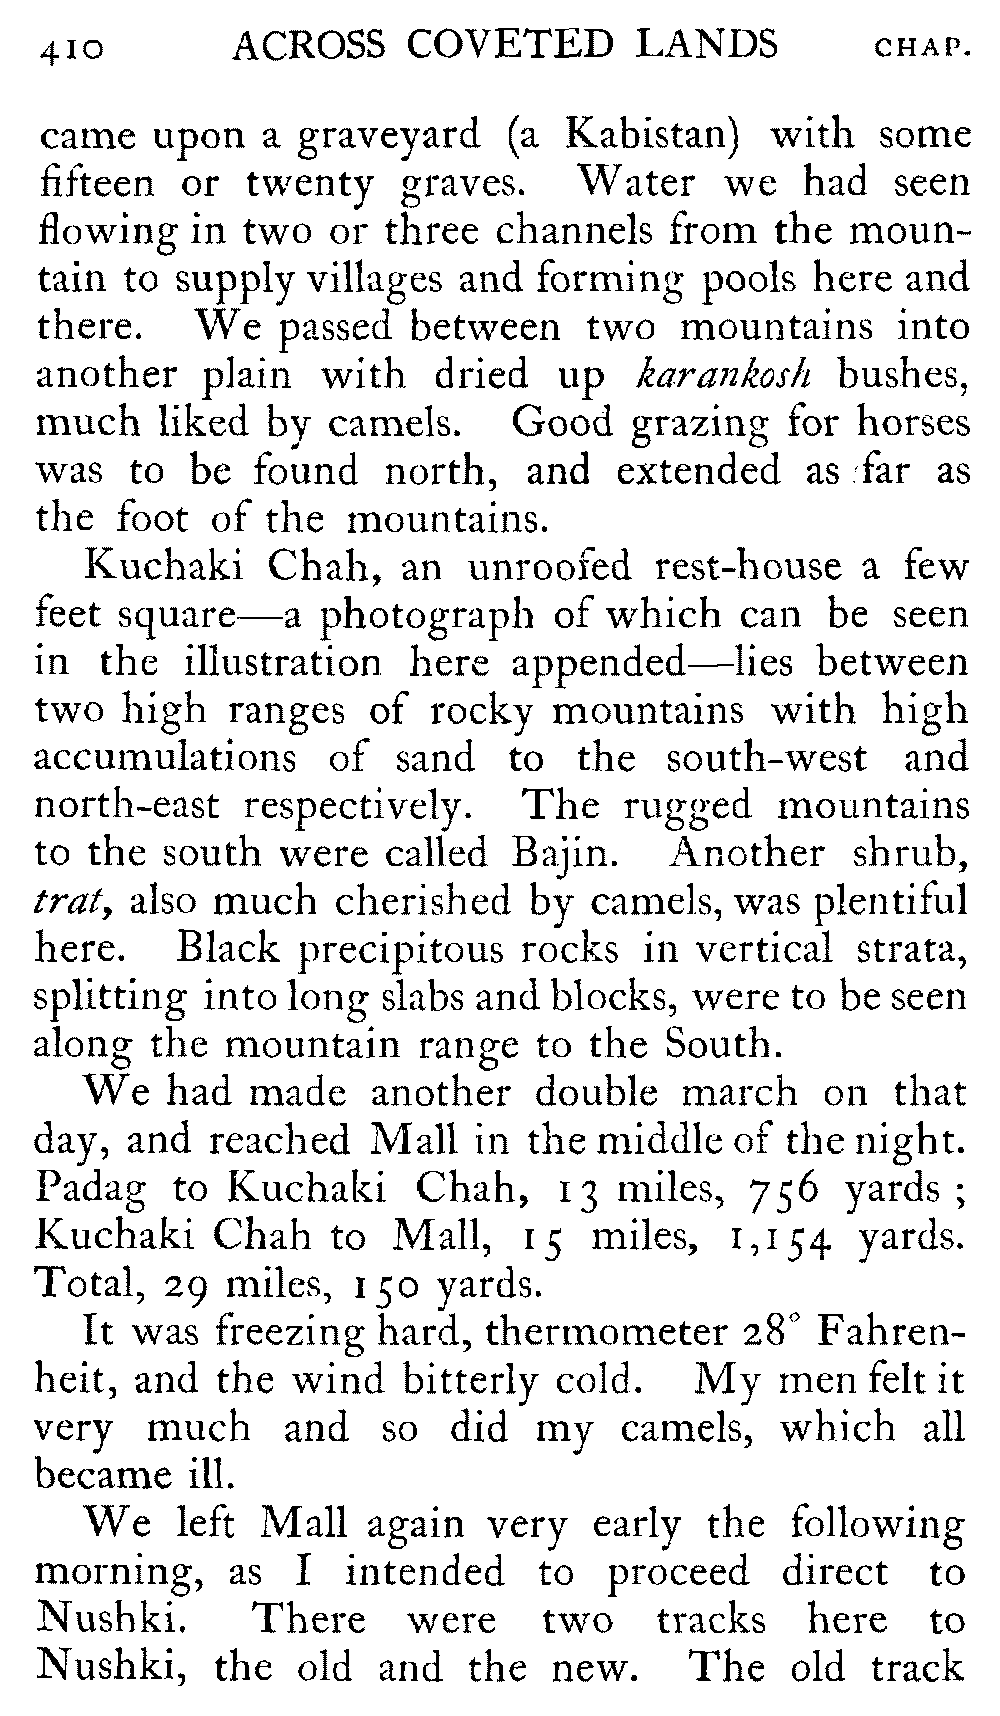 410 ACROSS COVETED LANDS CHAP.
came upon a graveyard (a Kabistan) with some
fifteen or twenty graves. Water we had seen
flowing in two or three channels from the moun-
tain to supply villages and forming pools here and
there. We passed between two mountains into
another plain with dried up karankosh bushes,
much liked by camels. Good grazing for horses
was to be found north, and extended as far as
the foot of the mountains.
Kuchaki Chah, an unroofed rest-house a few
feet square—a photograph of which can be seen
in the illustration here appended—lies between
two high ranges of rocky mountains with high
accumulations of sand to the south-west and
north-east respectively. The rugged mountains
to the south were called Bajin. Another shrub,
trat, also much cherished by camels, was plentiful
here. Black precipitous rocks in vertical strata,
splitting into long slabs and blocks, were to be seen
along the mountain range to the South.
We had made another double march on that
day, and reached Mall in the middle of the night.
Padag to Kuchaki Chah, 13 miles, 756 yards ;
Kuchaki Chah to Mall, 15 miles, 1,154 yards.
Total, 29 miles, 150 yards.
It was freezing hard, thermometer 28° Fahren-
heit, and the wind bitterly cold. My men felt it
very much and so did my camels, which all
became ill.
We left Mall again very early the following
morning, as I intended to proceed direct to
Nushki. There were two tracks here to
Nushki, the old and the new. The old track